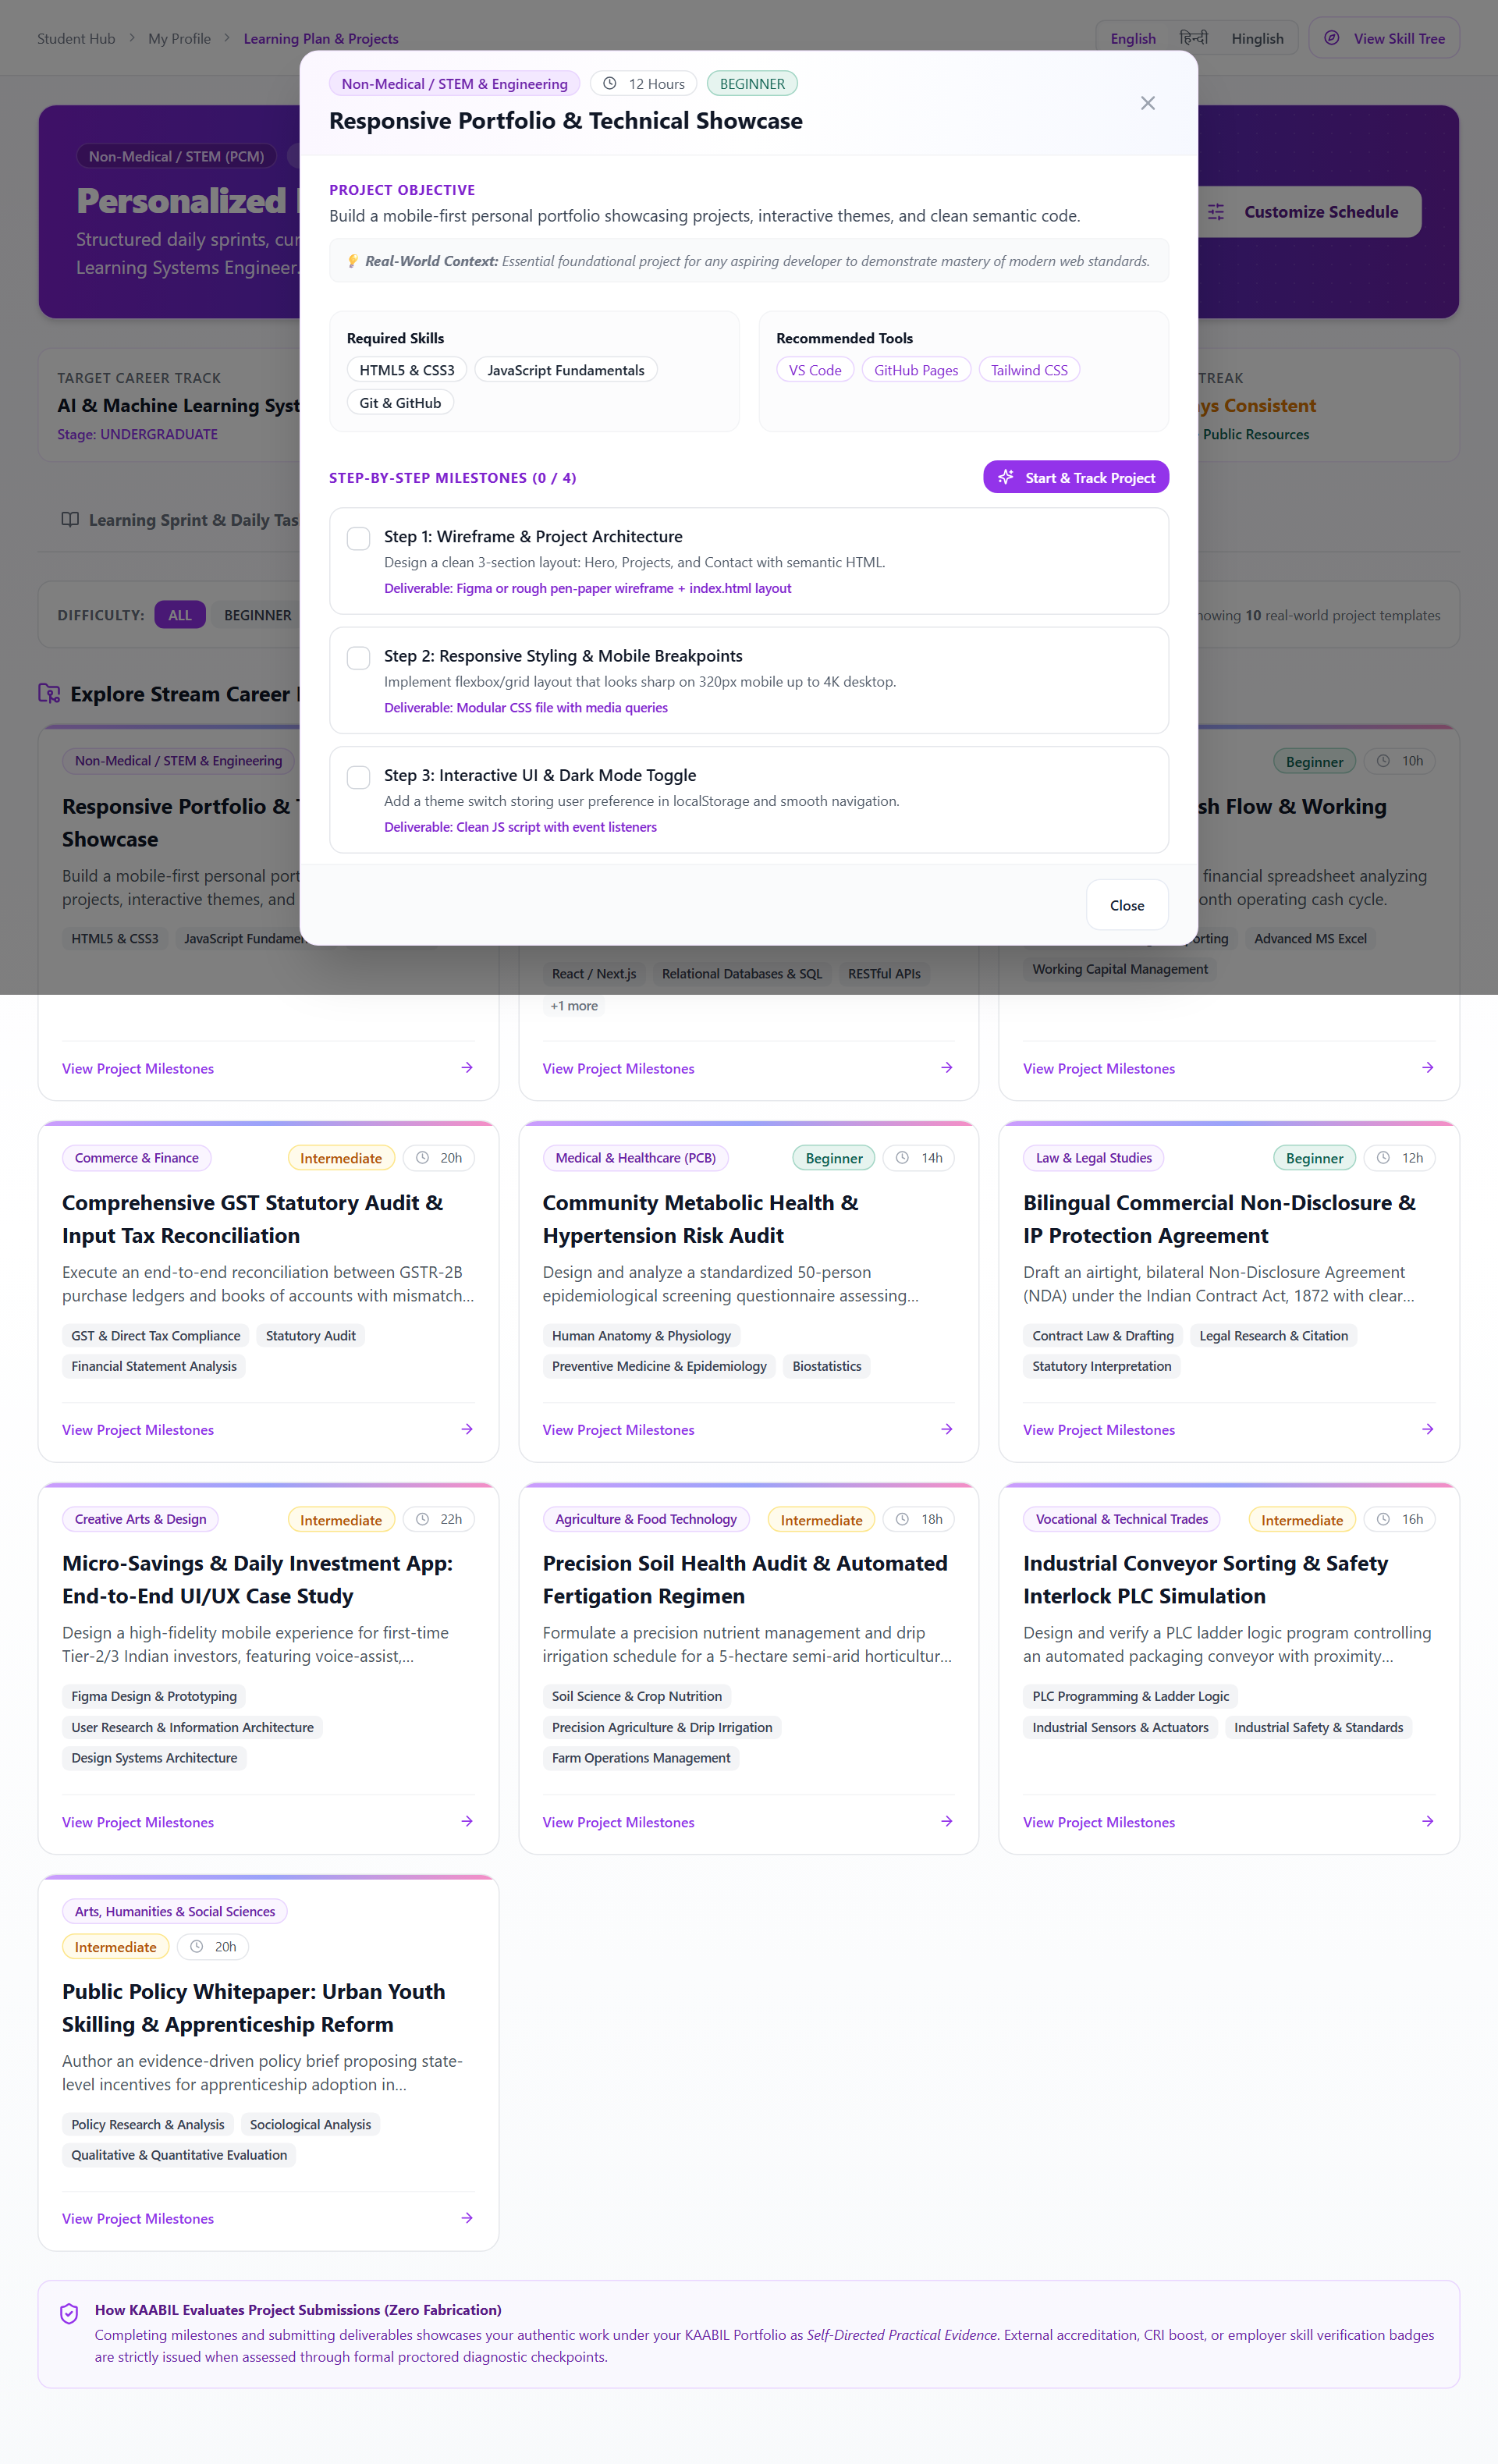 Student Hub > My Profile > Learning Plan & Projects
English हिन्दी Hinglish View Skill Tree
Non-Medical / STEM & Engineering 12 Hours BEGINNER
Responsive Portfolio & Technical Showcase
PROJECT OBJECTIVE
Build a mobile-first personal portfolio showcasing projects, interactive themes, and clean semantic code.
Real-World Context: Essential foundational project for any aspiring developer to demonstrate mastery of modern web standards.
Required Skills
HTML5 & CSS3 JavaScript Fundamentals
Git & GitHub
Recommended Tools
VS Code GitHub Pages Tailwind CSS
STEP-BY-STEP MILESTONES (0 / 4) Start & Track Project
Step 1: Wireframe & Project Architecture
Design a clean 3-section layout: Hero, Projects, and Contact with semantic HTML.
Deliverable: Figma or rough pen-paper wireframe + index.html layout
Step 2: Responsive Styling & Mobile Breakpoints
Implement flexbox/grid layout that looks sharp on 320px mobile up to 4K desktop.
Deliverable: Modular CSS file with media queries
Step 3: Interactive UI & Dark Mode Toggle
Add a theme switch storing user preference in localStorage and smooth navigation.
Deliverable: Clean JS script with event listeners
Close
Non-Medical / STEM (PCM)
Personalized
Structured daily sprints,
Learning Systems Engineer.
Customize Schedule
TARGET CAREER TRACK
AI & Machine Learning
Stage: UNDERGRADUATE
Consistent
Public Resources
Learning Sprint & Daily
DIFFICULTY: ALL BEGINNER
10 real-world project templates
Explore Stream Career
Non-Medical / STEM & Engineering
Responsive Portfolio &
Showcase
Build a mobile-first personal
projects, interactive themes, and
HTML5 & CSS3 JavaScript
View Project Milestones
React / Next.js Relational Databases & SQL RESTful APIs
+1 more
View Project Milestones
Beginner 10h
Flow & Working
financial spreadsheet analyzing
operating cash cycle.
Advanced MS Excel
Working Capital Management
View Project Milestones
Commerce & Finance Intermediate 20h
Comprehensive GST Statutory Audit &
Input Tax Reconciliation
Execute an end-to-end reconciliation between GSTR-2B
purchase ledgers and books of accounts with mismatch...
GST & Direct Tax Compliance Statutory Audit
Financial Statement Analysis
View Project Milestones
Medical & Healthcare (PCB) Beginner 14h
Community Metabolic Health &
Hypertension Risk Audit
Design and analyze a standardized 50-person
epidemiological screening questionnaire assessing...
Human Anatomy & Physiology
Preventive Medicine & Epidemiology Biostatistics
View Project Milestones
Law & Legal Studies Beginner 12h
Bilingual Commercial Non-Disclosure &
IP Protection Agreement
Draft an airtight, bilateral Non-Disclosure Agreement
(NDA) under the Indian Contract Act, 1872 with clear...
Contract Law & Drafting Legal Research & Citation
Statutory Interpretation
View Project Milestones
Creative Arts & Design Intermediate 22h
Micro-Savings & Daily Investment App:
End-to-End UI/UX Case Study
Design a high-fidelity mobile experience for first-time
Tier-2/3 Indian investors, featuring voice-assist,...
Figma Design & Prototyping
User Research & Information Architecture
Design Systems Architecture
View Project Milestones
Agriculture & Food Technology Intermediate 18h
Precision Soil Health Audit & Automated
Fertigation Regimen
Formulate a precision nutrient management and drip
irrigation schedule for a 5-hectare semi-arid horticultur...
Soil Science & Crop Nutrition
Precision Agriculture & Drip Irrigation
Farm Operations Management
View Project Milestones
Vocational & Technical Trades Intermediate 16h
Industrial Conveyor Sorting & Safety
Interlock PLC Simulation
Design and verify a PLC ladder logic program controlling
an automated packaging conveyor with proximity...
PLC Programming & Ladder Logic
Industrial Sensors & Actuators Industrial Safety & Standards
View Project Milestones
Arts, Humanities & Social Sciences
Intermediate 20h
Public Policy Whitepaper: Urban Youth
Skilling & Apprenticeship Reform
Author an evidence-driven policy brief proposing state-
level incentives for apprenticeship adoption in...
Policy Research & Analysis Sociological Analysis
Qualitative & Quantitative Evaluation
View Project Milestones
How KAABIL Evaluates Project Submissions (Zero Fabrication)
Completing milestones and submitting deliverables showcases your authentic work under your KAABIL Portfolio as Self-Directed Practical Evidence. External accreditation, CRI boost, or employer skill verification badges
are strictly issued when assessed through formal proctored diagnostic checkpoints.